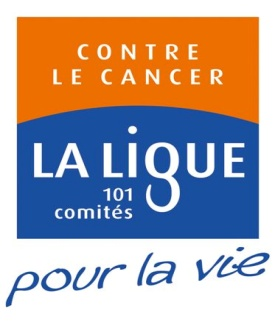 CONTRE
LE CANCER
LA LIGUE
101
comités
pour la vie